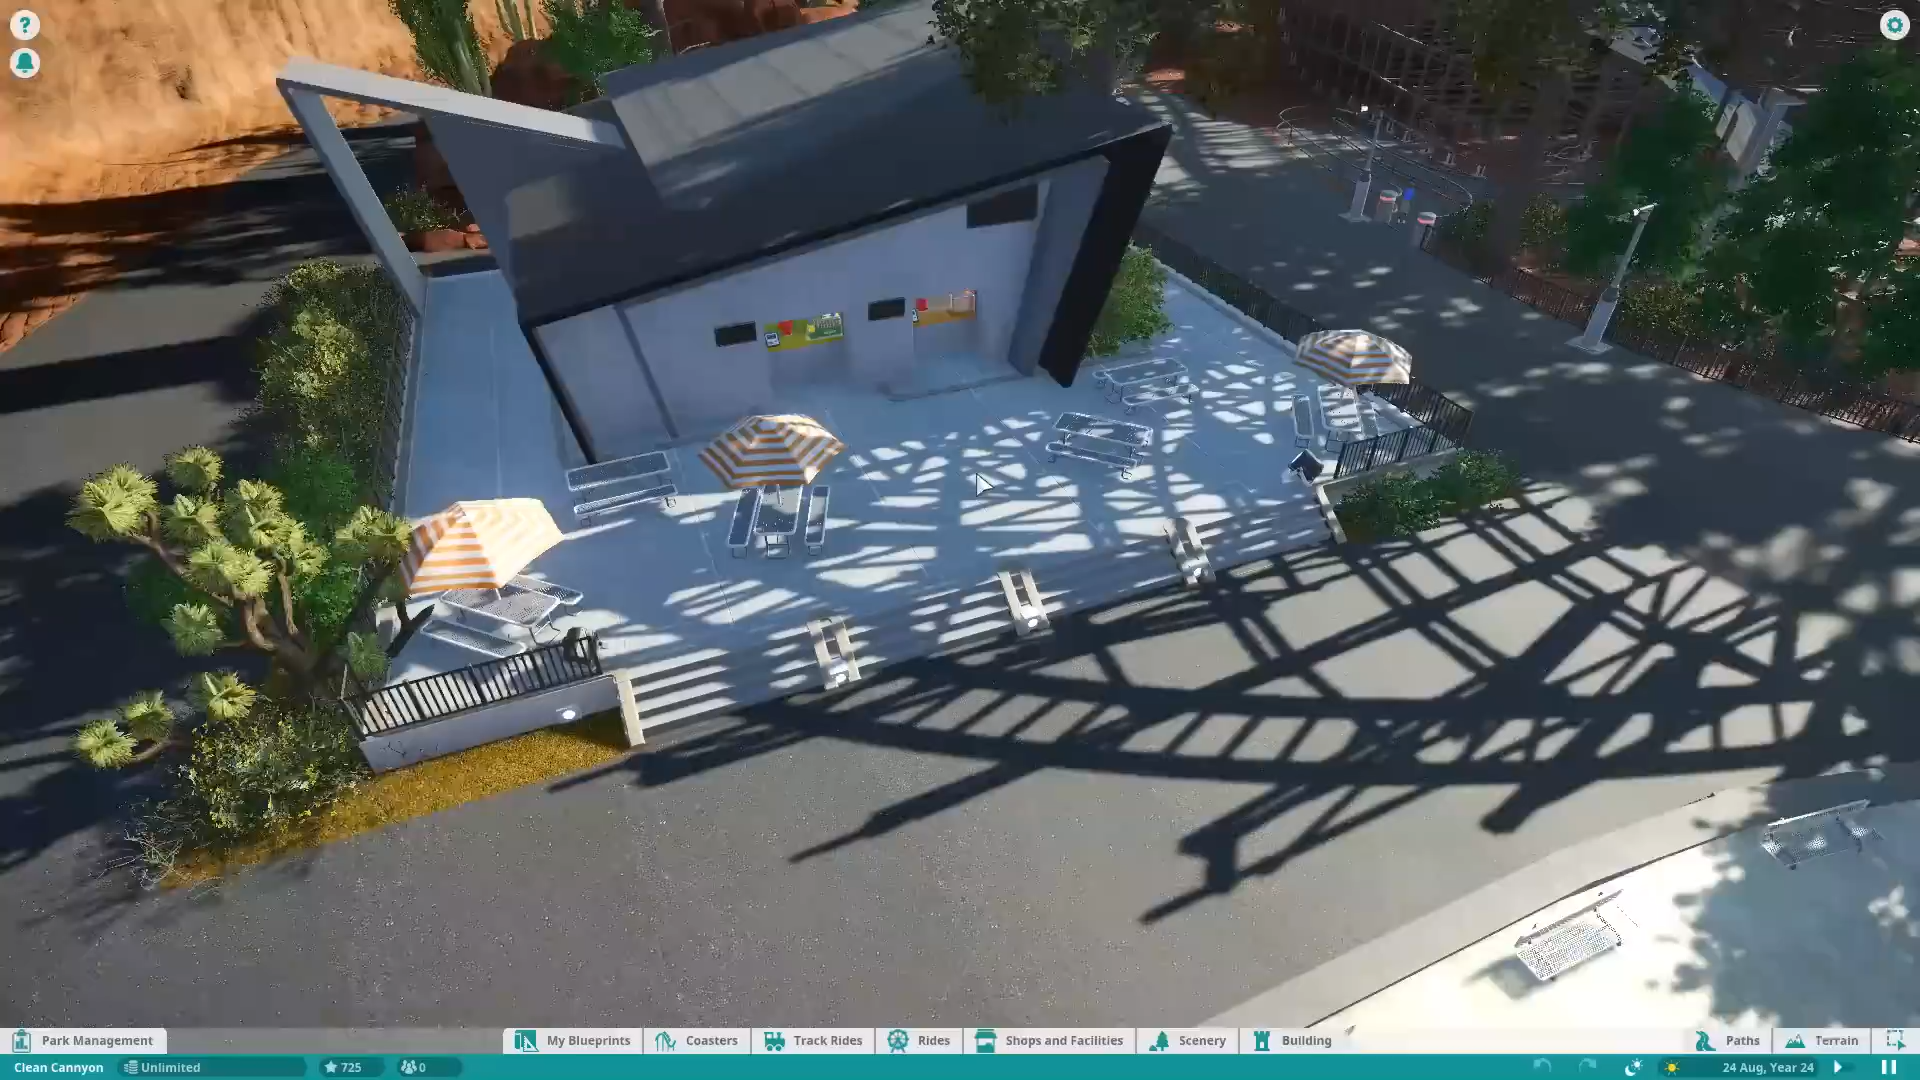 ?
Park Management
My Blueprints
Coasters
Track Rides
Rides
Shops and Facilities
Scenery
Building
Paths
Terrain
Clean Cannyon
Unlimited
725
0
24 Aug, Year 24